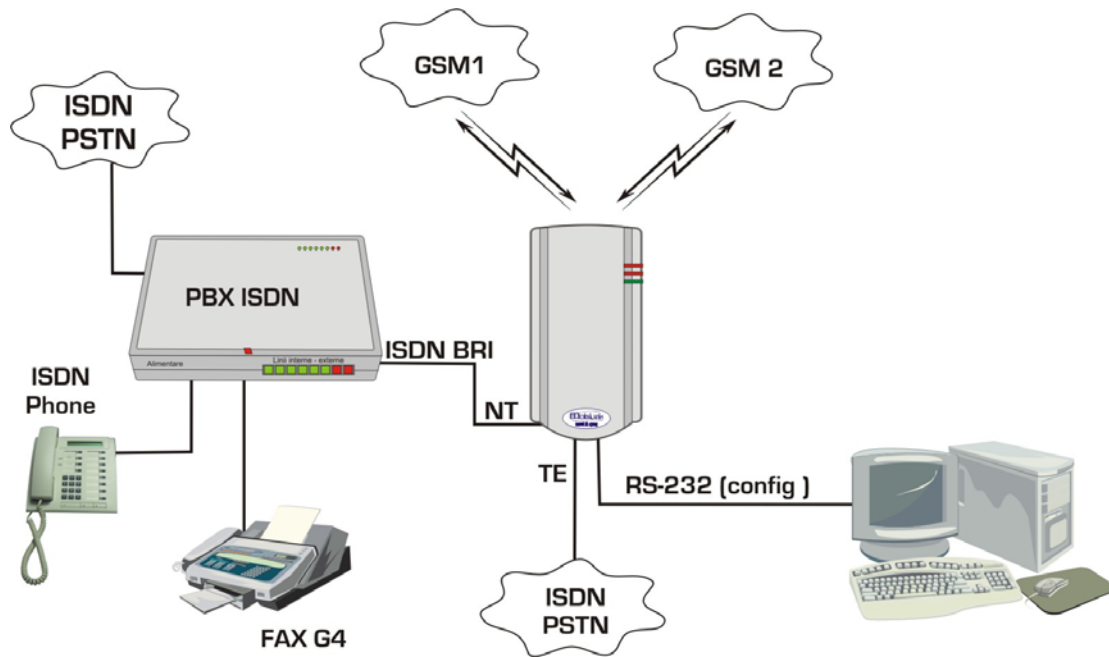 GSM1
GSM 2
ISDN
PSTN
PBX ISDN
Alimentare
Linii interne - externe
ISDN BRI
ISDN
Phone
NT
TE
RS-232 (config )
ISDN
PSTN
FAX G4